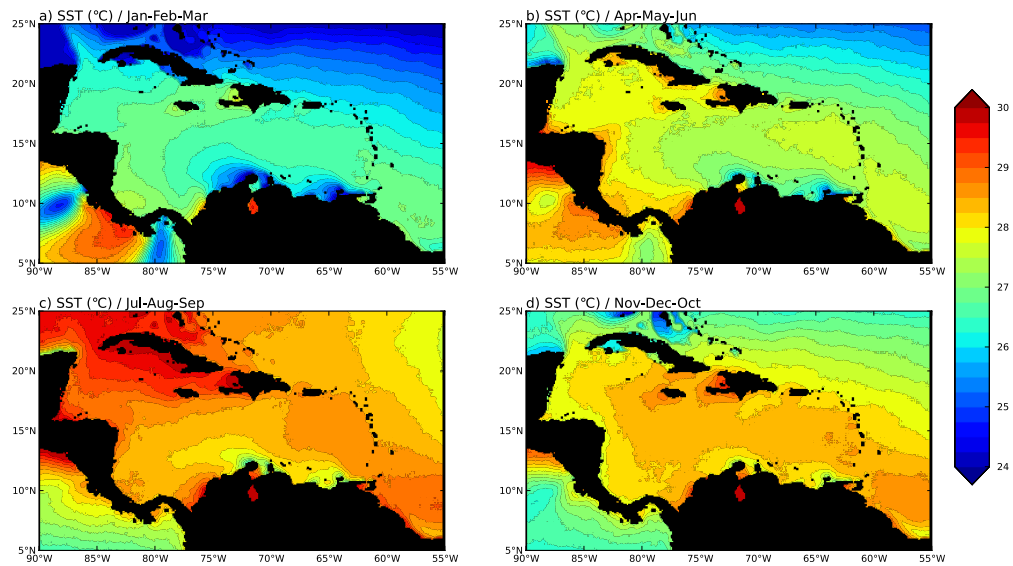 a) SST (°C) / Jan-Feb-Mar
25°N
20°N
15°N
10°N
5°N
90°W 85°W 80°W 75°W 70°W 65°W 60°W 55°W
b) SST (°C) / Apr-May-Jun
25°N
20°N
15°N
10°N
5°N
90°W 85°W 80°W 75°W 70°W 65°W 60°W 55°W
c) SST (°C) / Jul-Aug-Sep
25°N
20°N
15°N
10°N
5°N
90°W 85°W 80°W 75°W 70°W 65°W 60°W 55°W
d) SST (°C) / Nov-Dec-Oct
25°N
20°N
15°N
10°N
5°N
90°W 85°W 80°W 75°W 70°W 65°W 60°W 55°W
30
29
28
27
26
25
24